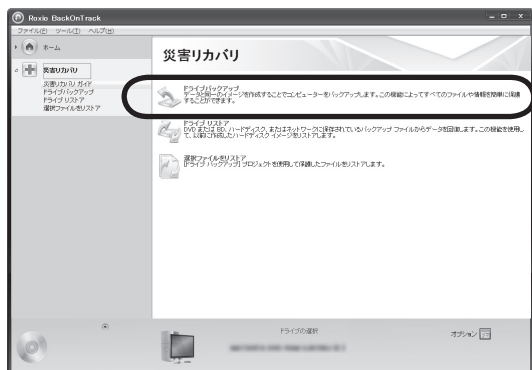 Roxio BackOnTrack
ファイル(F) ツール(T) ヘルプ(H)
ホーム
災害リカバリ
災害リカバリ ガイド
ドライブバックアップ
ドライブ リストア
選択ファイルをリストア
災害リカバリ
ドライブバックアップ
データと同一のイメージを作成することでコンピューターをバックアップします。この機能によってすべてのファイルや情報を簡単に保護
することができます。
ドライブ リストア
DVD または BD、ハードディスク、またはネットワークに保存されているバックアップ ファイルからデータを回復します。この機能を使用し
て、以前に作成したハードディスク イメージをリストアします。
選択ファイルをリストア
[ドライブ バックアップ] プロジェクトを使用して保護したファイルをリストアします。
ドライブの選択
オプション